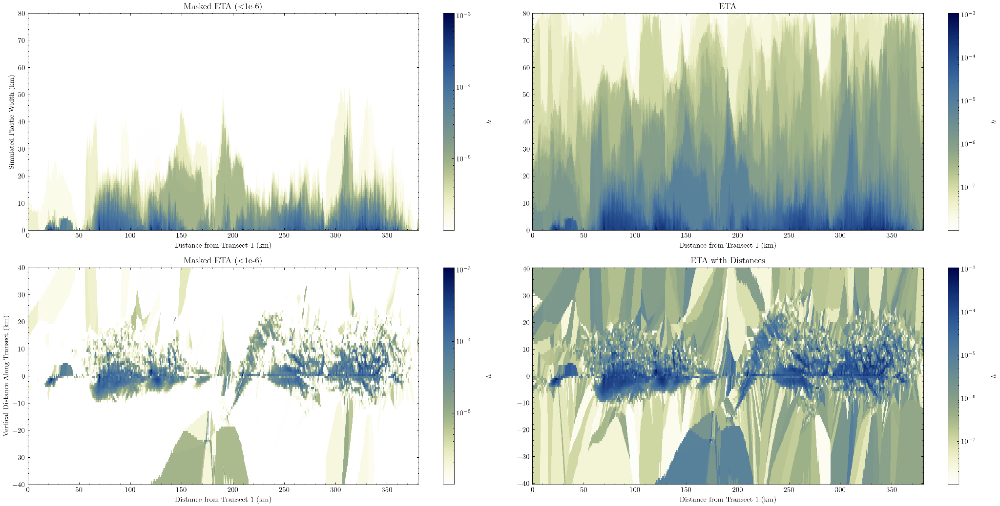 Masked ETA (<1e-6)
80
70
60
50
40
30
20
10
0
Simulated Plastic Width (km)
0 50 100 150 200 250 300 350
Distance from Transect 1 (km)
10⁻³
10⁻⁴
10⁻⁵
η
ETA
80
70
60
50
40
30
20
10
0
0 50 100 150 200 250 300 350
Distance from Transect 1 (km)
10⁻³
10⁻⁴
10⁻⁵
10⁻⁶
10⁻⁷
η
Masked ETA (<1e-6)
40
30
20
10
0
−10
−20
−30
−40
Vertical Distance Along Transect (km)
0 50 100 150 200 250 300 350
Distance from Transect 1 (km)
10⁻³
10⁻⁴
10⁻⁵
η
ETA with Distances
40
30
20
10
0
−10
−20
−30
−40
0 50 100 150 200 250 300 350
Distance from Transect 1 (km)
10⁻³
10⁻⁴
10⁻⁵
10⁻⁶
10⁻⁷
η